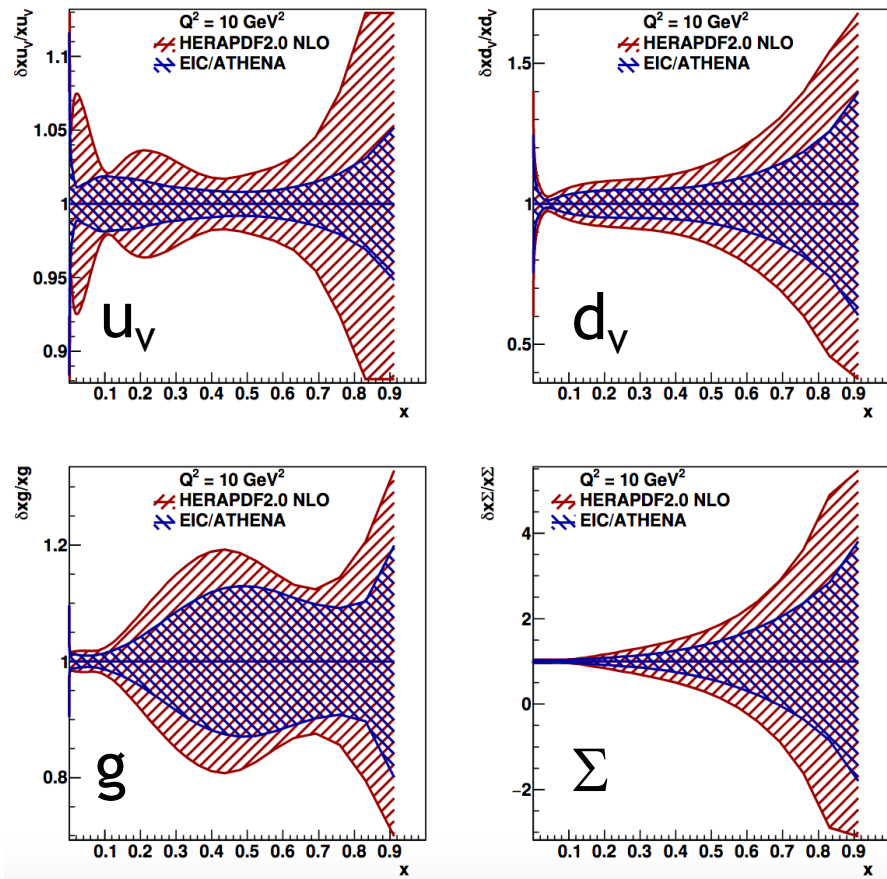 δxu_V/xu_V
Q² = 10 GeV²
HERAPDF2.0 NLO
EIC/ATHENA
1.1
1.05
1
0.95
0.9
u_V
0.1 0.2 0.3 0.4 0.5 0.6 0.7 0.8 0.9
x
δxd_V/xd_V
Q² = 10 GeV²
HERAPDF2.0 NLO
EIC/ATHENA
1.5
1
0.5
d_V
0.1 0.2 0.3 0.4 0.5 0.6 0.7 0.8 0.9
x
δxg/xg
Q² = 10 GeV²
HERAPDF2.0 NLO
EIC/ATHENA
1.2
1
0.8
g
0.1 0.2 0.3 0.4 0.5 0.6 0.7 0.8 0.9
x
δxΣ/xΣ
Q² = 10 GeV²
HERAPDF2.0 NLO
EIC/ATHENA
4
2
0
−2
Σ
0.1 0.2 0.3 0.4 0.5 0.6 0.7 0.8 0.9
x